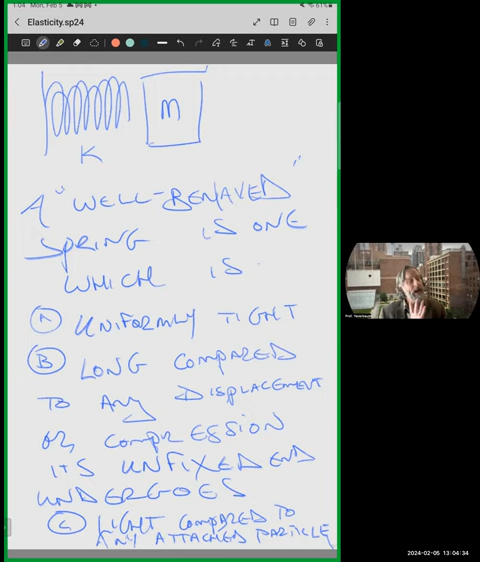 1:04 Mon, Feb 5
61%
Elasticity.sp24
m
K
A "WELL-BEHAVED"
SPRING IS ONE
WHICH IS
(A) UNIFORMLY TIGHT
(B) LONG COMPARED
TO ANY DISPLACEMENT
OR COMPRESSION
ITS UNFIXED END
UNDERGOES
(C) LIGHT COMPARED TO
ANY ATTACHED PARTICLE
2024-02-05 13:04:34